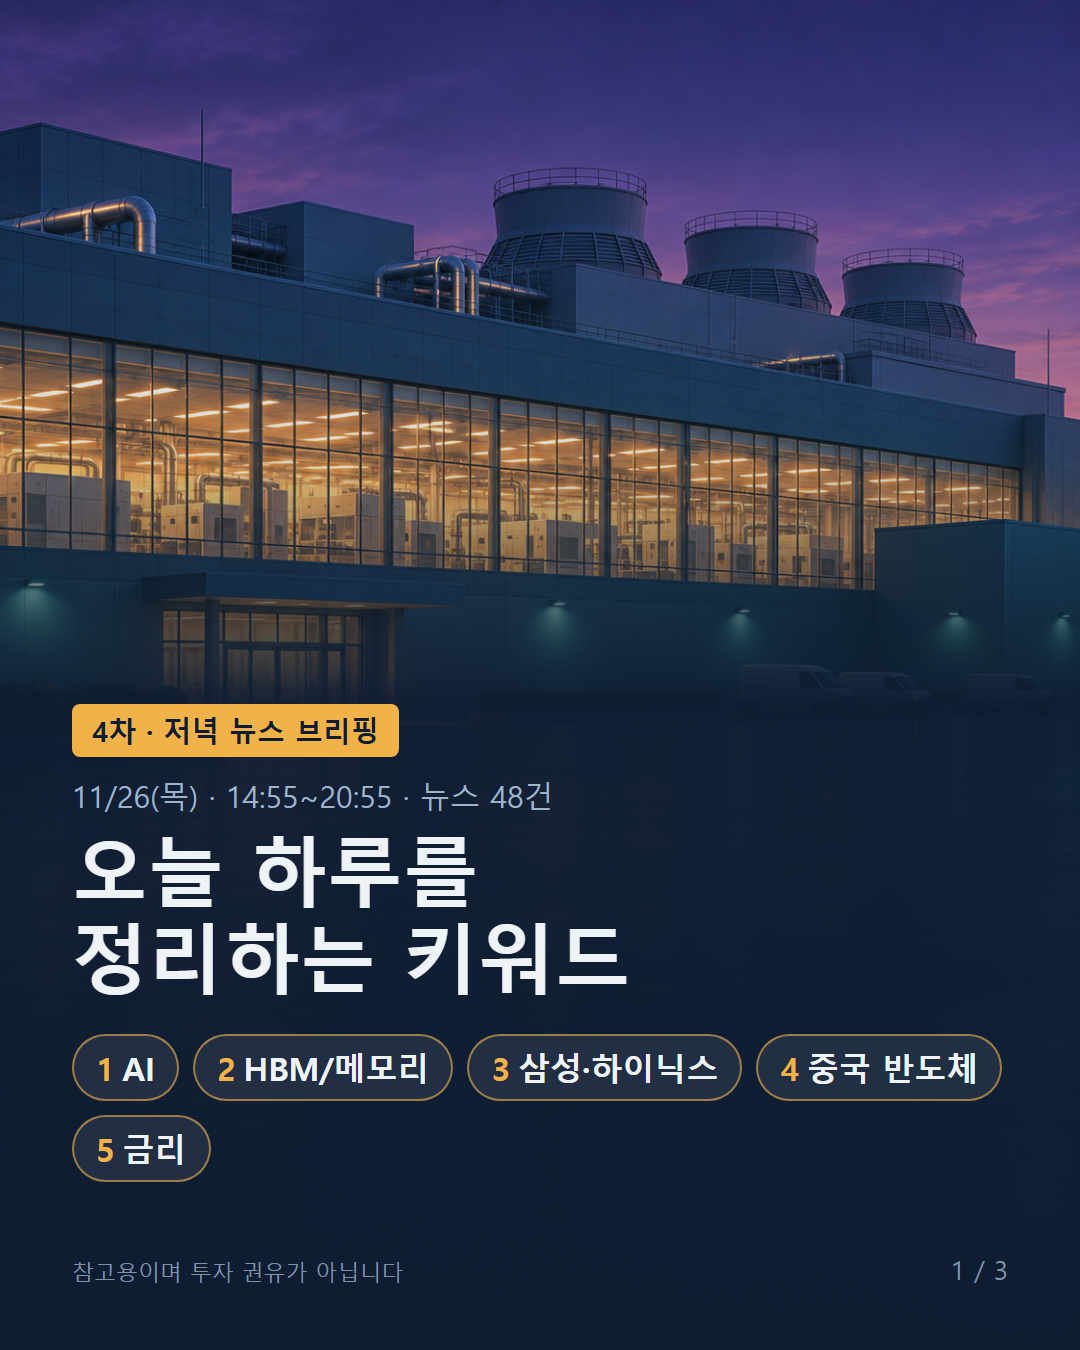 4차 · 저녁 뉴스 브리핑
11/26(목) · 14:55~20:55 · 뉴스 48건
오늘 하루를
정리하는 키워드
1 AI 2 HBM/메모리 3 삼성·하이닉스 4 중국 반도체
5 금리
참고용이며 투자 권유가 아닙니다 1 / 3